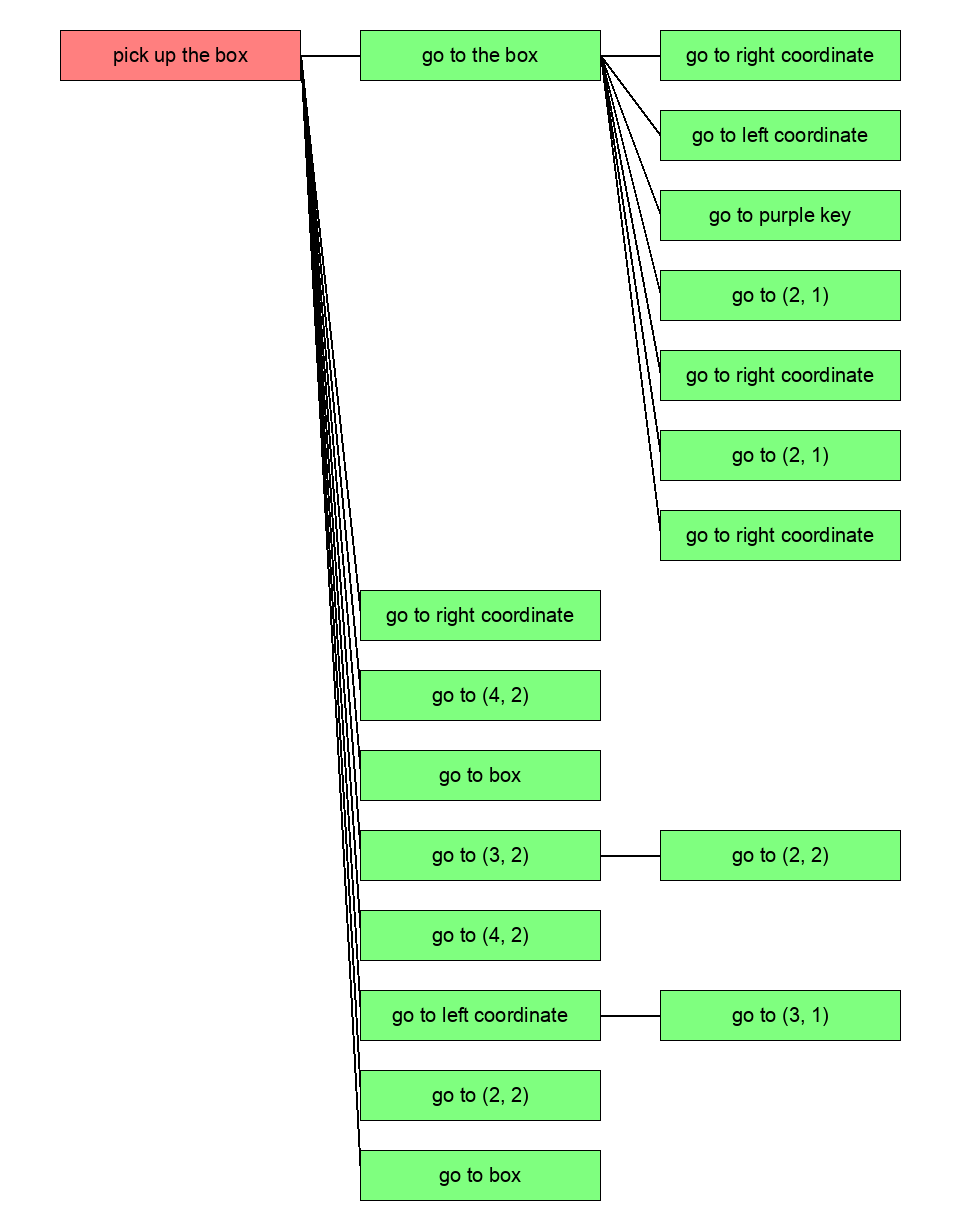 pick up the box
go to the box
go to right coordinate
go to left coordinate
go to purple key
go to (2, 1)
go to right coordinate
go to (2, 1)
go to right coordinate
go to right coordinate
go to (4, 2)
go to box
go to (3, 2)
go to (2, 2)
go to (4, 2)
go to left coordinate
go to (3, 1)
go to (2, 2)
go to box